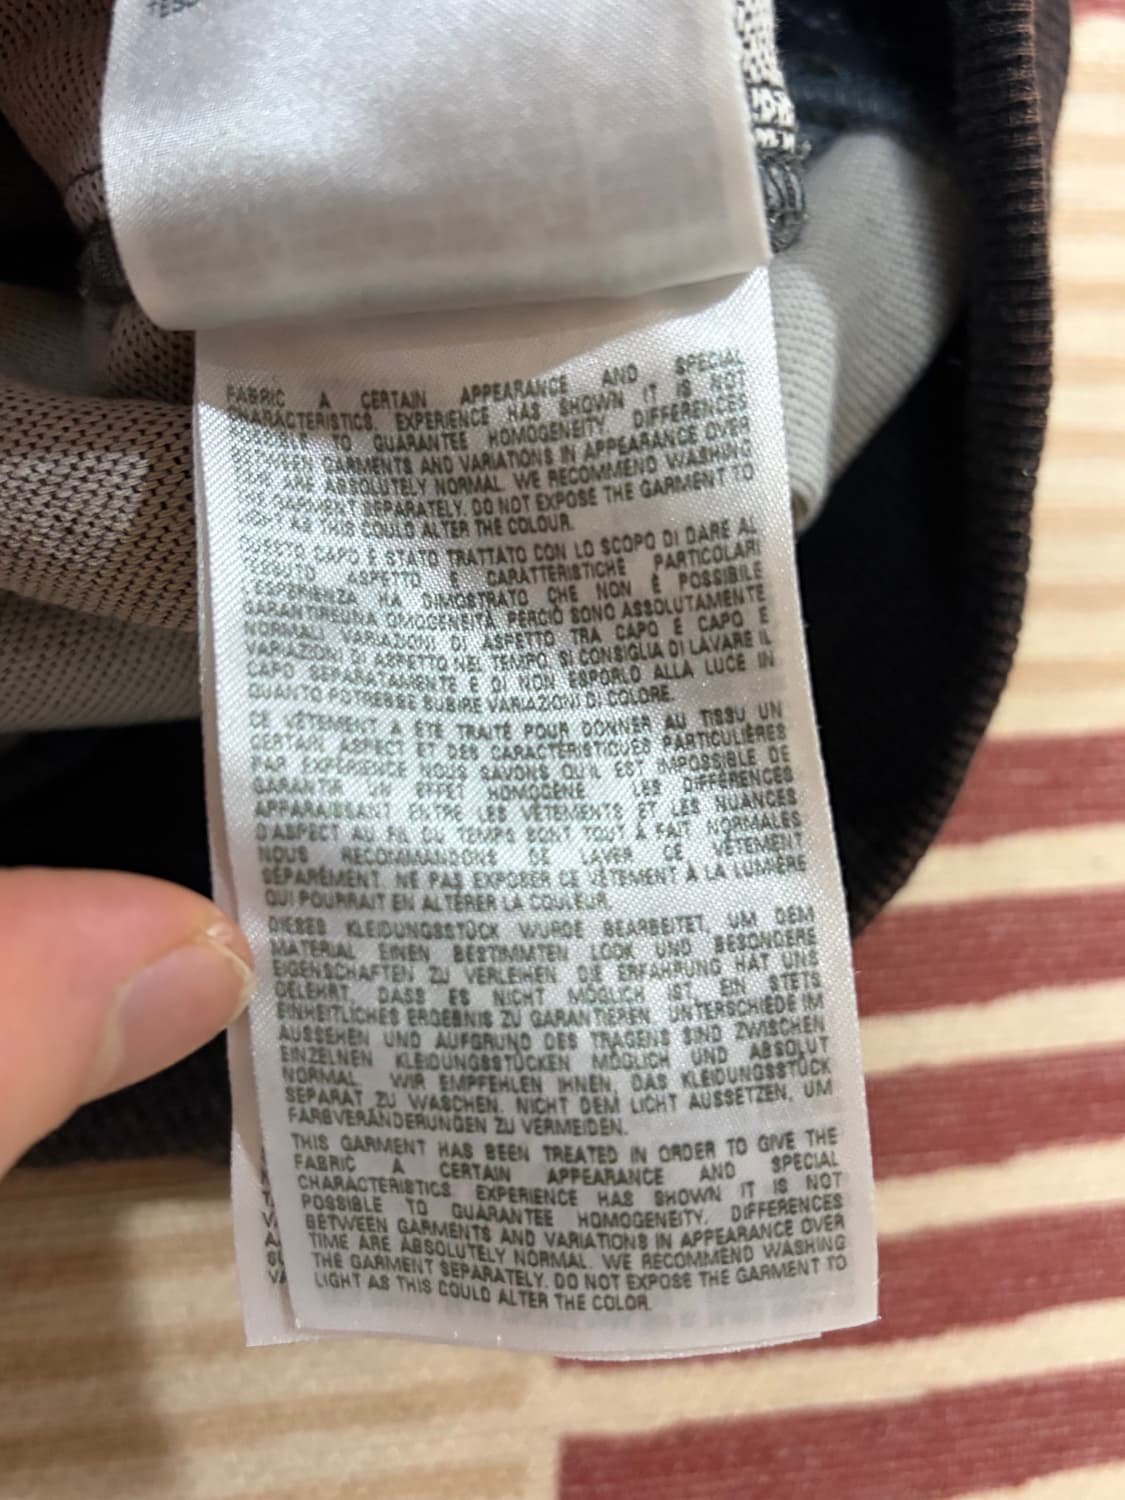 FABRIC A CERTAIN APPEARANCE AND SPECIAL
CHARACTERISTICS. EXPERIENCE HAS SHOWN IT IS NOT
POSSIBLE TO GUARANTEE HOMOGENEITY. DIFFERENCES
BETWEEN GARMENTS AND VARIATIONS IN APPEARANCE OVER
TIME ARE ABSOLUTELY NORMAL. WE RECOMMEND WASHING
THE GARMENT SEPARATELY. DO NOT EXPOSE THE GARMENT TO
LIGHT AS THIS COULD ALTER THE COLOUR.
QUESTO CAPO È STATO TRATTATO CON LO SCOPO DI DARE AL
TESSUTO ASPETTO E CARATTERISTICHE PARTICOLARI
L'ESPERIENZA HA DIMOSTRATO CHE NON È POSSIBILE
GARANTIREUNA OMOGENEITÀ, PERCIÒ SONO ASSOLUTAMENTE
NORMALI VARIAZIONI DI ASPETTO TRA CAPO E CAPO E
VARIAZIONI DI ASPETTO NEL TEMPO. SI CONSIGLIA DI LAVARE IL
CAPO SEPARATAMENTE E DI NON ESPORLO ALLA LUCE IN
QUANTO POTREBBE SUBIRE VARIAZIONI DI COLORE.
CE VÊTEMENT A ÉTÉ TRAITÉ POUR DONNER AU TISSU UN
CERTAIN ASPECT ET DES CARACTÉRISTIQUES PARTICULIÈRES
PAR EXPÉRIENCE NOUS SAVONS QU'IL EST IMPOSSIBLE DE
GARANTIR UN EFFET HOMOGÈNE LES DIFFÉRENCES
APPARAISSANT ENTRE LES VÊTEMENTS ET LES NUANCES
D'ASPECT AU FIL DU TEMPS SONT TOUT À FAIT NORMALES
NOUS RECOMMANDONS DE LAVER CE VÊTEMENT
SÉPARÉMENT. NE PAS EXPOSER CE VÊTEMENT À LA LUMIÈRE
QUI POURRAIT EN ALTÉRER LA COULEUR.
DIESES KLEIDUNGSSTÜCK WURDE BEARBEITET, UM DEM
MATERIAL EINEN BESTIMMTEN LOOK UND BESONDERE
EIGENSCHAFTEN ZU VERLEIHEN. DIE ERFAHRUNG HAT UNS
GELEHRT, DASS ES NICHT MÖGLICH IST, EIN STETS
EINHEITLICHES ERGEBNIS ZU GARANTIEREN. UNTERSCHIEDE IM
AUSSEHEN UND AUFGRUND DES TRAGENS SIND ZWISCHEN
EINZELNEN KLEIDUNGSSTÜCKEN MÖGLICH UND ABSOLUT
NORMAL. WIR EMPFEHLEN IHNEN, DAS KLEIDUNGSSTÜCK
SEPARAT ZU WASCHEN. NICHT DEM LICHT AUSSETZEN, UM
FARBVERÄNDERUNGEN ZU VERMEIDEN.
THIS GARMENT HAS BEEN TREATED IN ORDER TO GIVE THE
FABRIC A CERTAIN APPEARANCE AND SPECIAL
CHARACTERISTICS. EXPERIENCE HAS SHOWN IT IS NOT
POSSIBLE TO GUARANTEE HOMOGENEITY. DIFFERENCES
BETWEEN GARMENTS AND VARIATIONS IN APPEARANCE OVER
TIME ARE ABSOLUTELY NORMAL. WE RECOMMEND WASHING
THE GARMENT SEPARATELY. DO NOT EXPOSE THE GARMENT TO
LIGHT AS THIS COULD ALTER THE COLOR.